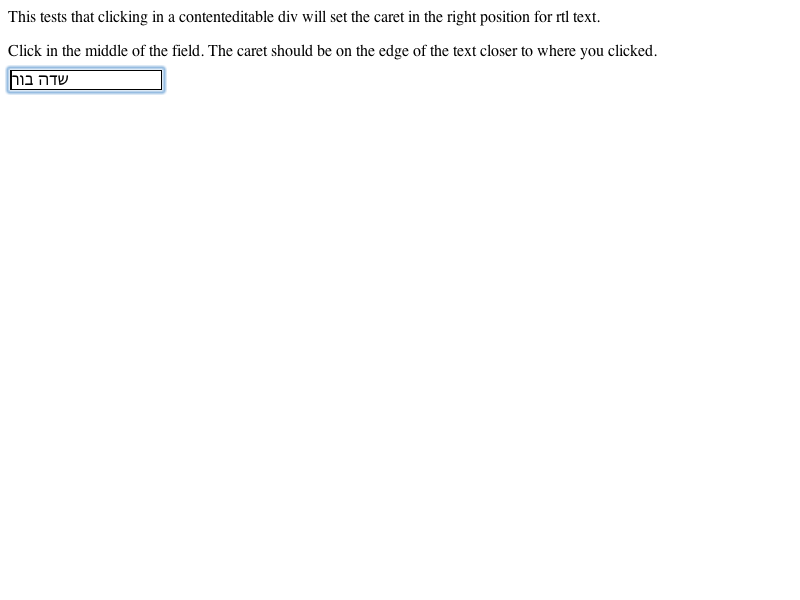 This tests that clicking in a contenteditable div will set the caret in the right position for rtl text.
Click in the middle of the field. The caret should be on the edge of the text closer to where you clicked.
שדה בור